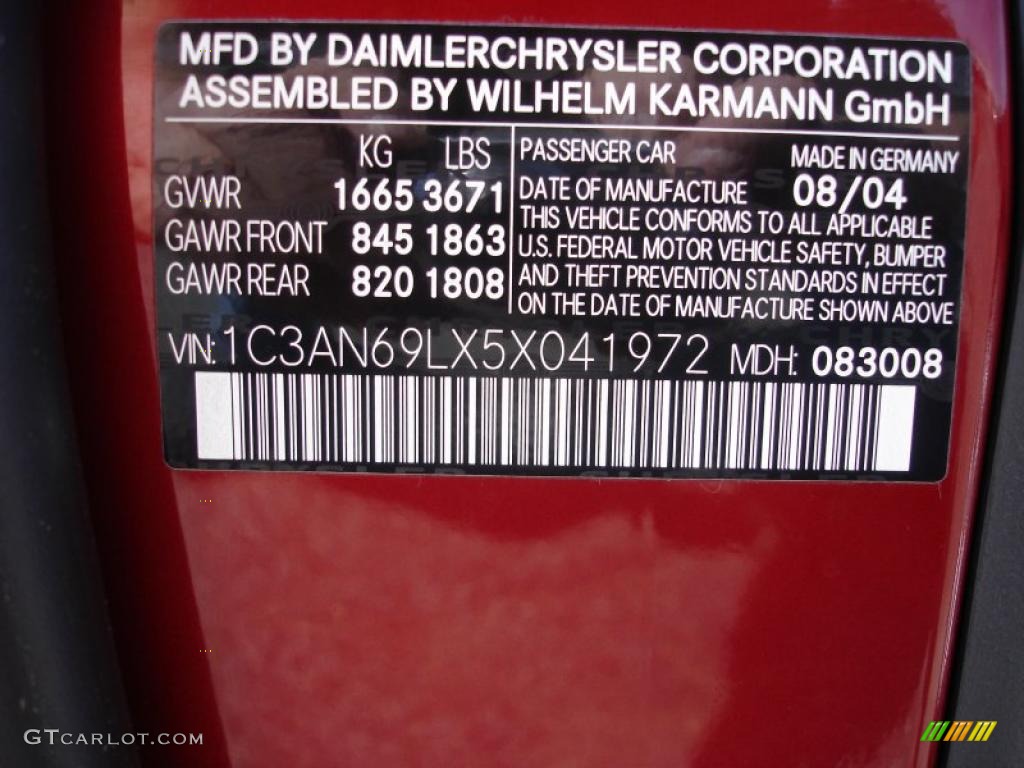 MFD BY DAIMLERCHRYSLER CORPORATION
ASSEMBLED BY WILHELM KARMANN GmbH
KG LBS
GVWR 1665 3671
GAWR FRONT 845 1863
GAWR REAR 820 1808
PASSENGER CAR MADE IN GERMANY
DATE OF MANUFACTURE 08/04
THIS VEHICLE CONFORMS TO ALL APPLICABLE
U.S. FEDERAL MOTOR VEHICLE SAFETY, BUMPER
AND THEFT PREVENTION STANDARDS IN EFFECT
ON THE DATE OF MANUFACTURE SHOWN ABOVE
VIN: 1C3AN69LX5X041972 MDH: 083008
GTCARLOT.COM